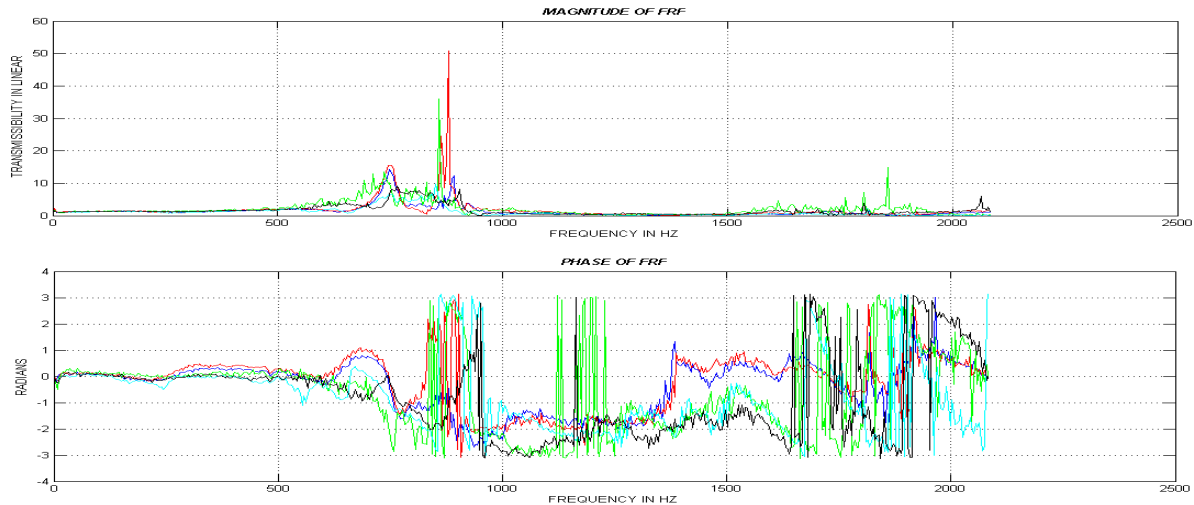 MAGNITUDE OF FRF
60
50
40
30
20
10
0
TRANSMISSIBILITY IN LINEAR
0 500 1000 1500 2000 2500
FREQUENCY IN HZ
PHASE OF FRF
4
3
2
1
0
-1
-2
-3
-4
RADIANS
0 500 1000 1500 2000 2500
FREQUENCY IN HZ